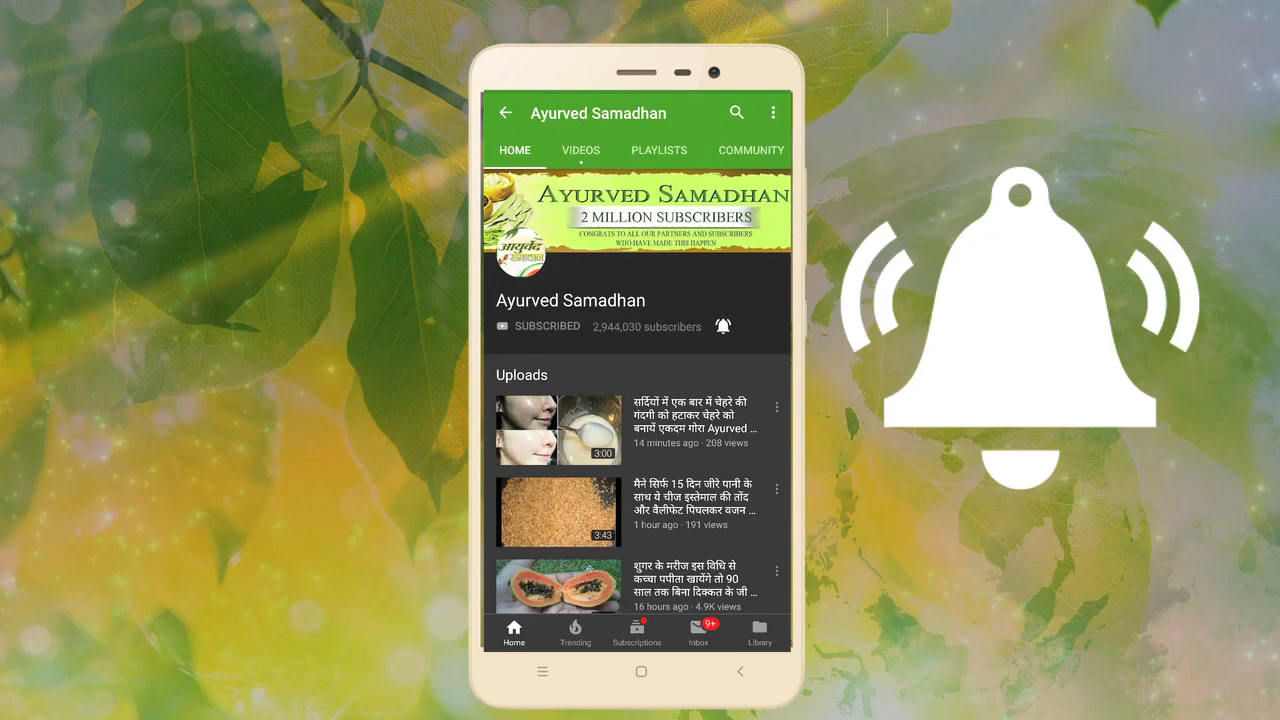 Ayurved Samadhan
HOME VIDEOS PLAYLISTS COMMUNITY
AYURVED SAMADHAN
2 MILLION SUBSCRIBERS
CONGRATS TO ALL OUR PARTNERS AND SUBSCRIBERS
WHO HAVE MADE THIS HAPPEN
आयुर्वेद
समाधान
Ayurved Samadhan
SUBSCRIBED 2,944,030 subscribers
Uploads
सर्दियों में एक बार में चेहरे की
गंदगी को हटाकर चेहरे को
बनायें एकदम गोरा Ayurved ...
14 minutes ago · 208 views
3:00
मैने सिर्फ 15 दिन जीरे पानी के
साथ ये चीज इस्तेमाल की तोंद
और वैलीफेट पिघलकर वजन ...
1 hour ago · 191 views
3:43
शुगर के मरीज इस विधि से
कच्चा पपीता खायेंगे तो 90
साल तक बिना दिक्कत के जी ...
16 hours ago · 4.9K views
9+
Home Trending Subscriptions Inbox Library